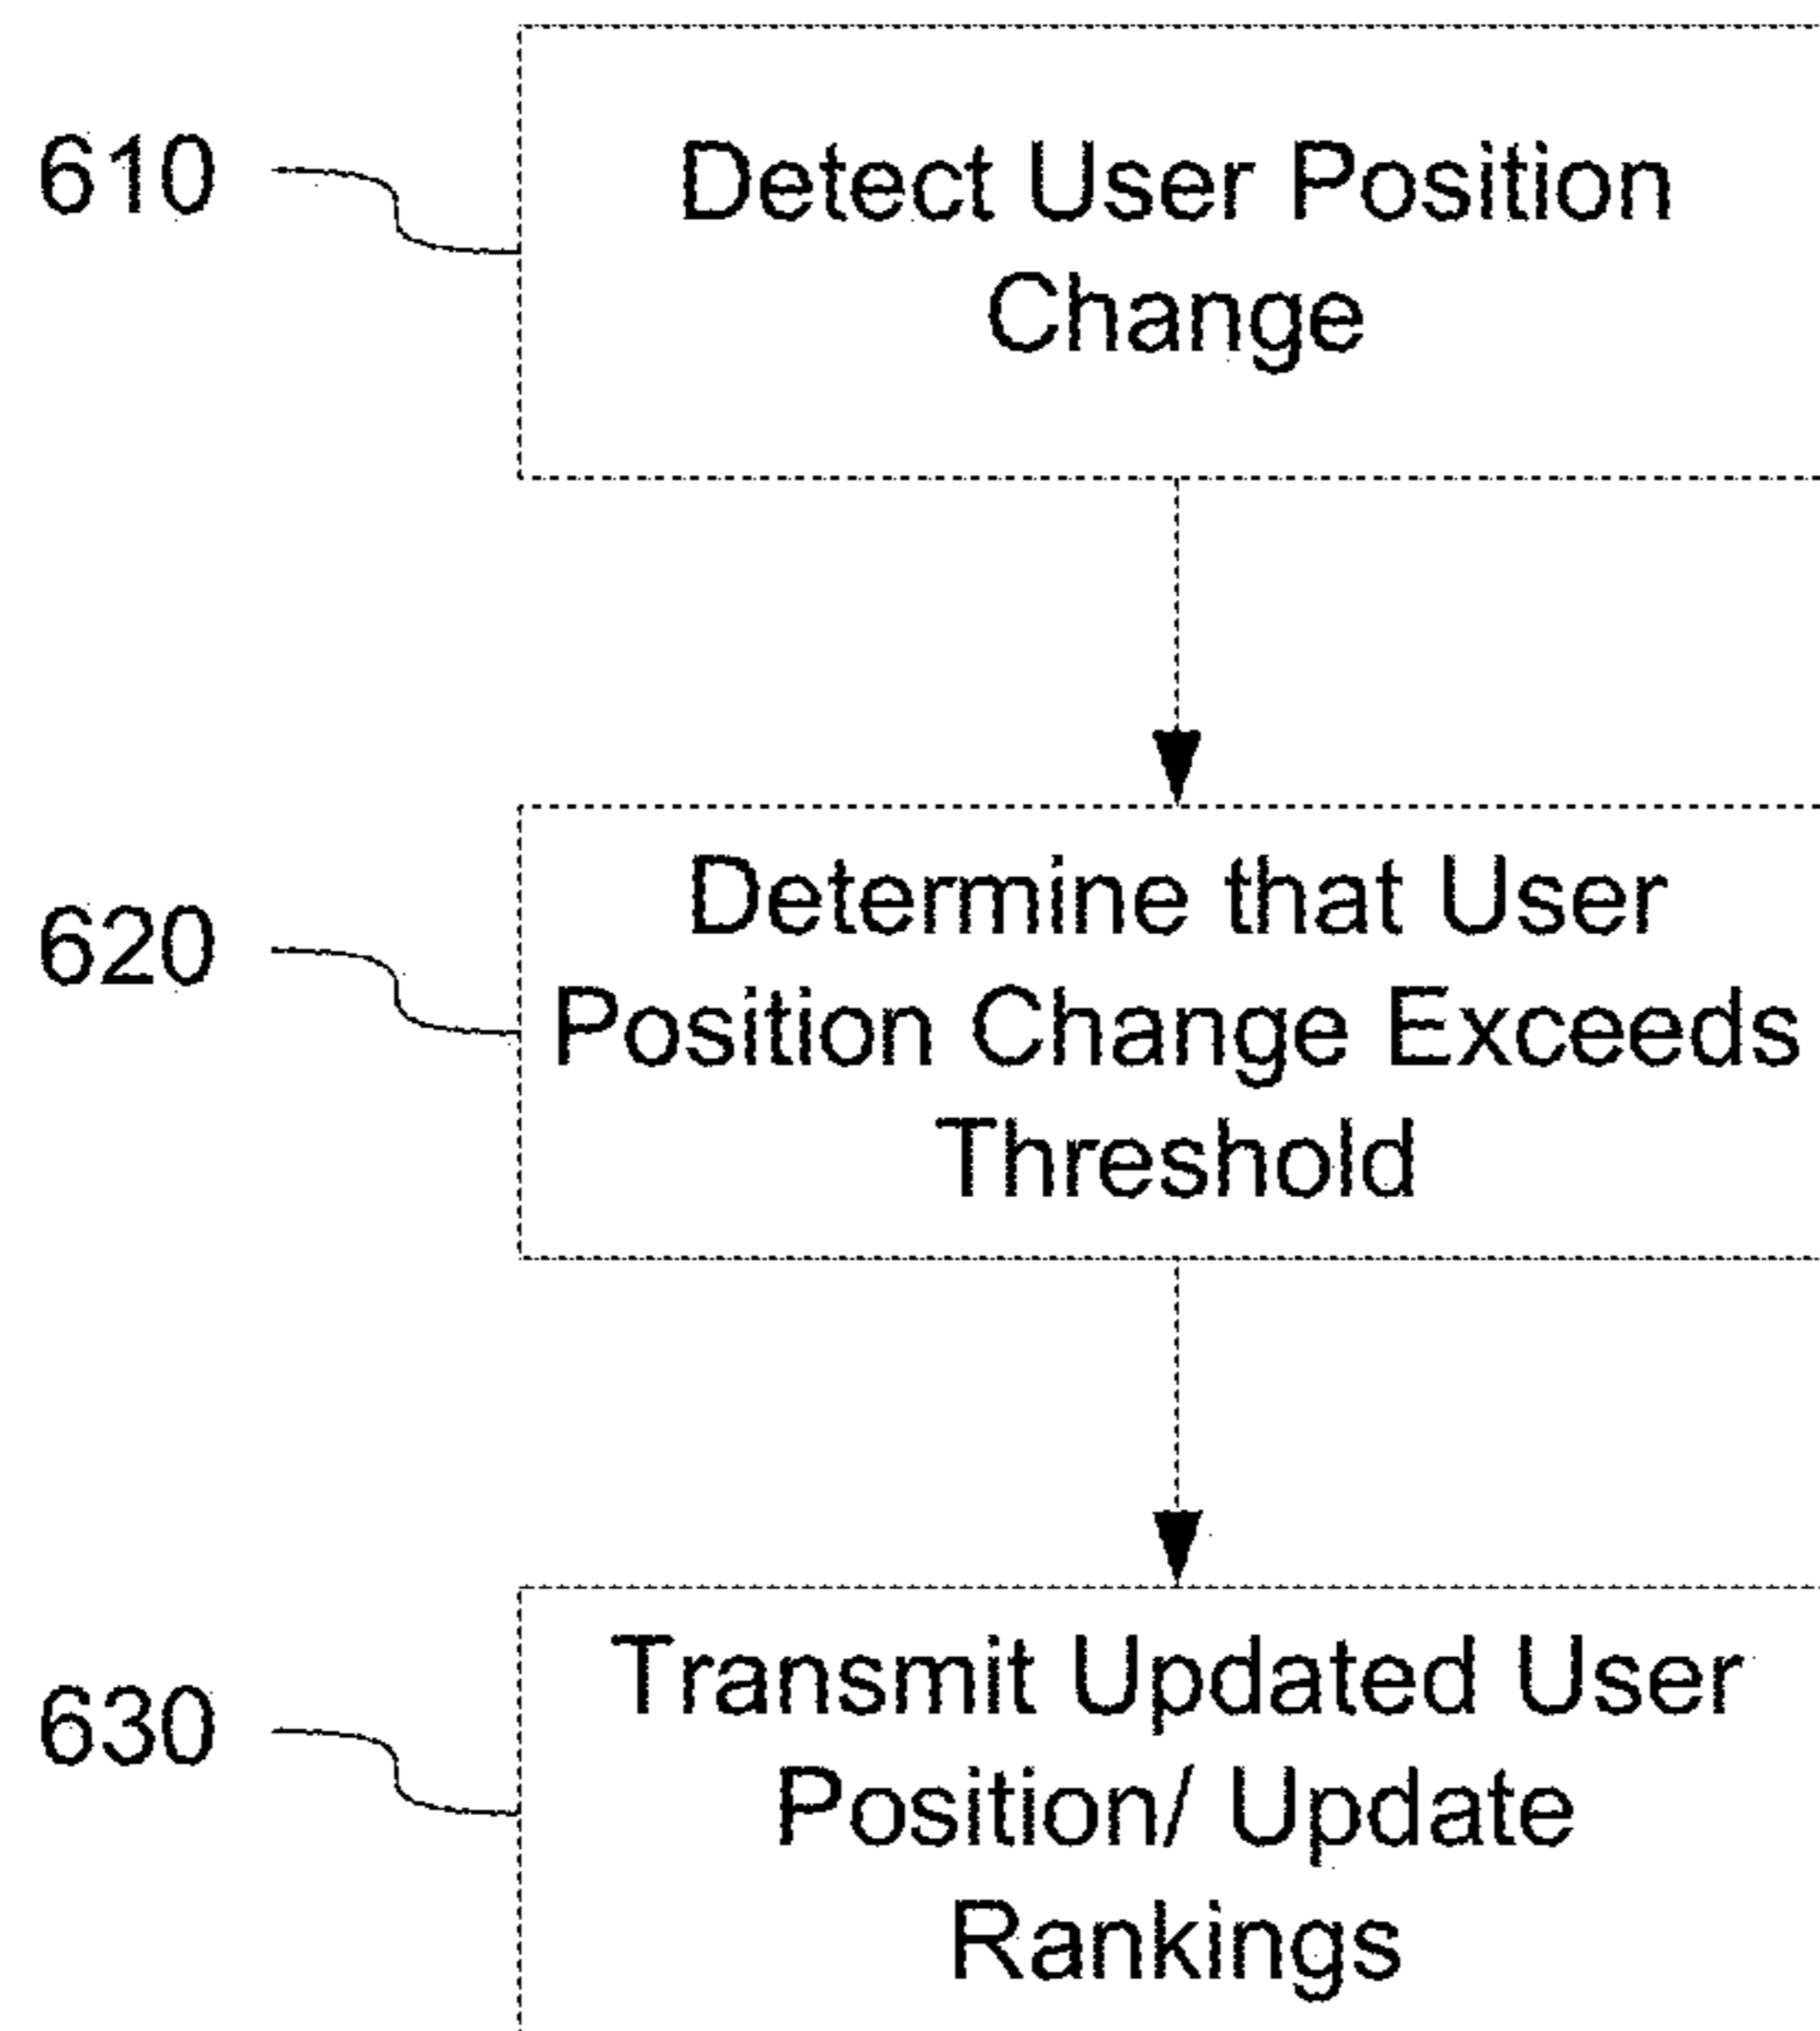 610
Detect User Position
Change
620
Determine that User
Position Change Exceeds
Threshold
630
Transmit Updated User
Position/ Update
Rankings